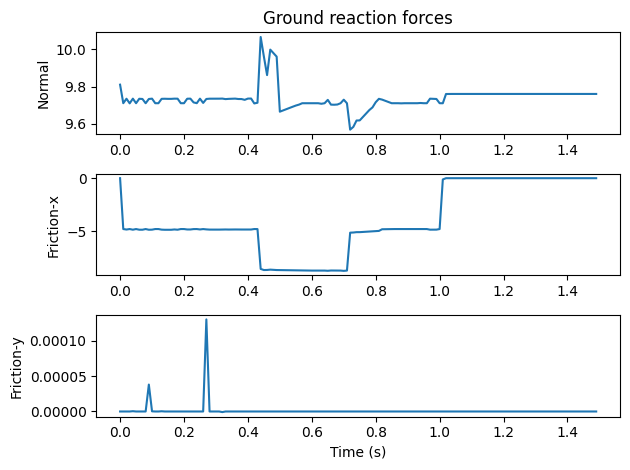 Ground reaction forces
Normal
10.0
9.8
9.6
0.0 0.2 0.4 0.6 0.8 1.0 1.2 1.4
Friction-x
0
−5
0.0 0.2 0.4 0.6 0.8 1.0 1.2 1.4
Friction-y
0.00010
0.00005
0.00000
0.0 0.2 0.4 0.6 0.8 1.0 1.2 1.4
Time (s)